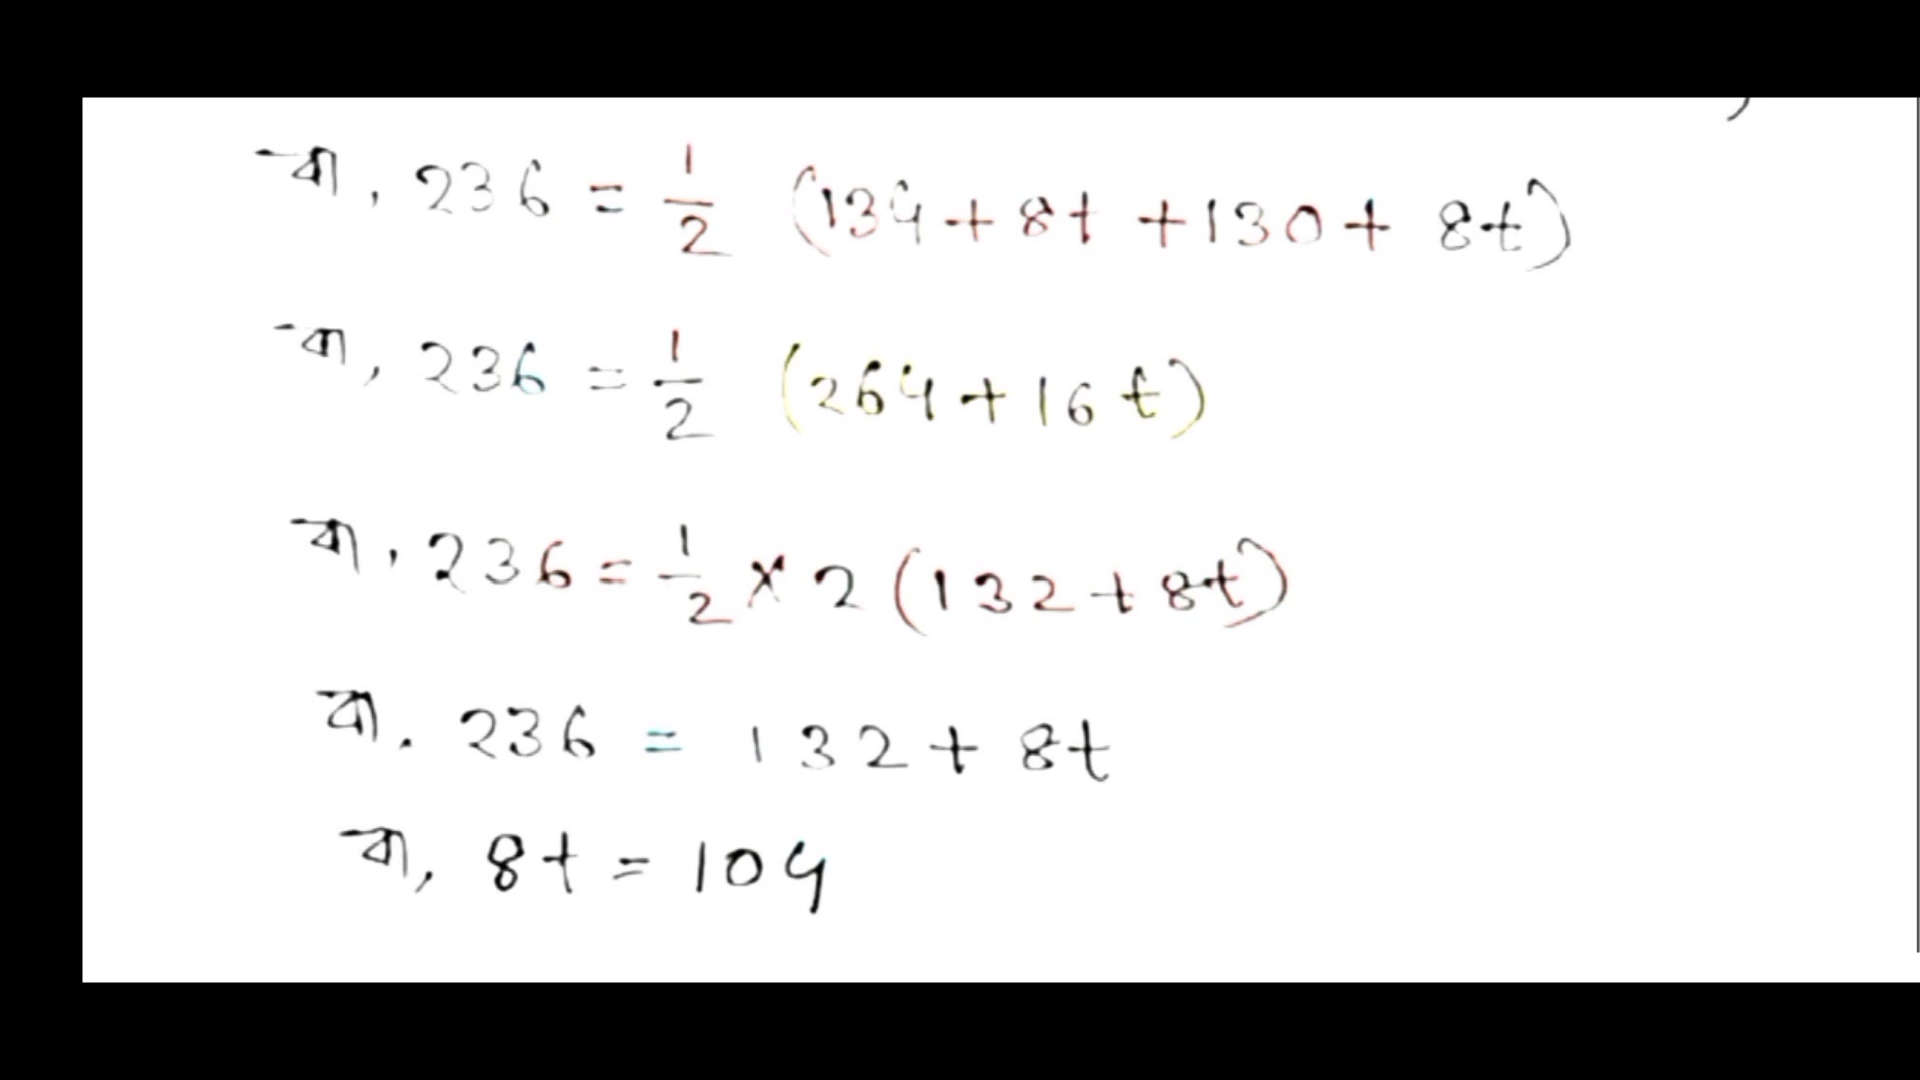 বা, 236 = 1/2 (134+8t +130+ 8t)
বা, 236 = 1/2 (264+16t)
বা, 236 = 1/2 × 2 (132+8t)
বা, 236 = 132+ 8t
বা, 8t = 104